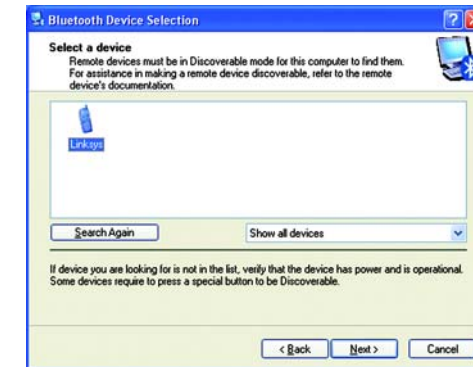 Bluetooth Device Selection
Select a device
Remote devices must be in Discoverable mode for this computer to find them.
For assistance in making a remote device discoverable, refer to the remote
device's documentation.
Linksys
Search Again
Show all devices
If device you are looking for is not in the list, verify that the device has power and is operational.
Some devices require to press a special button to be Discoverable.
< Back
Next >
Cancel